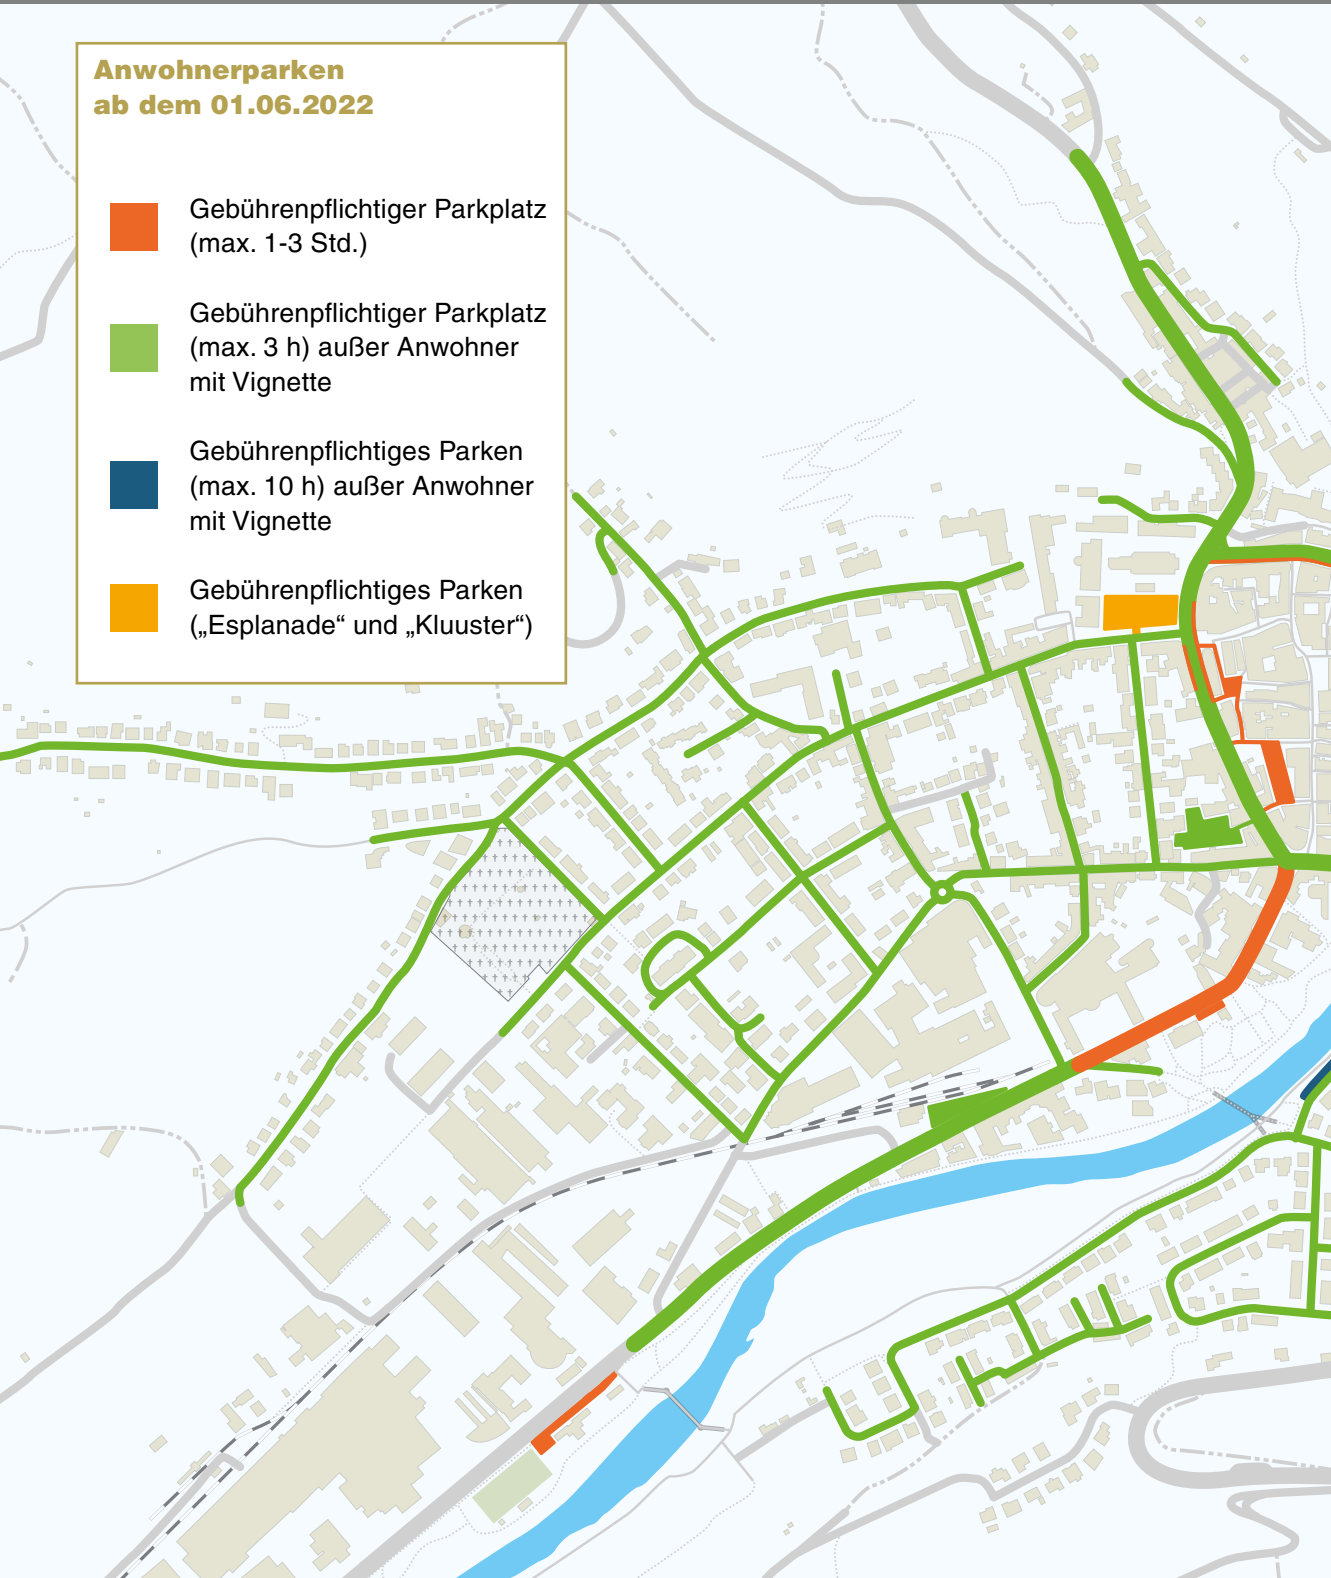 Anwohnerparken
ab dem 01.06.2022
Gebührenpflichtiger Parkplatz
(max. 1-3 Std.)
Gebührenpflichtiger Parkplatz
(max. 3 h) außer Anwohner
mit Vignette
Gebührenpflichtiges Parken
(max. 10 h) außer Anwohner
mit Vignette
Gebührenpflichtiges Parken
(„Esplanade“ und „Kluuster“)